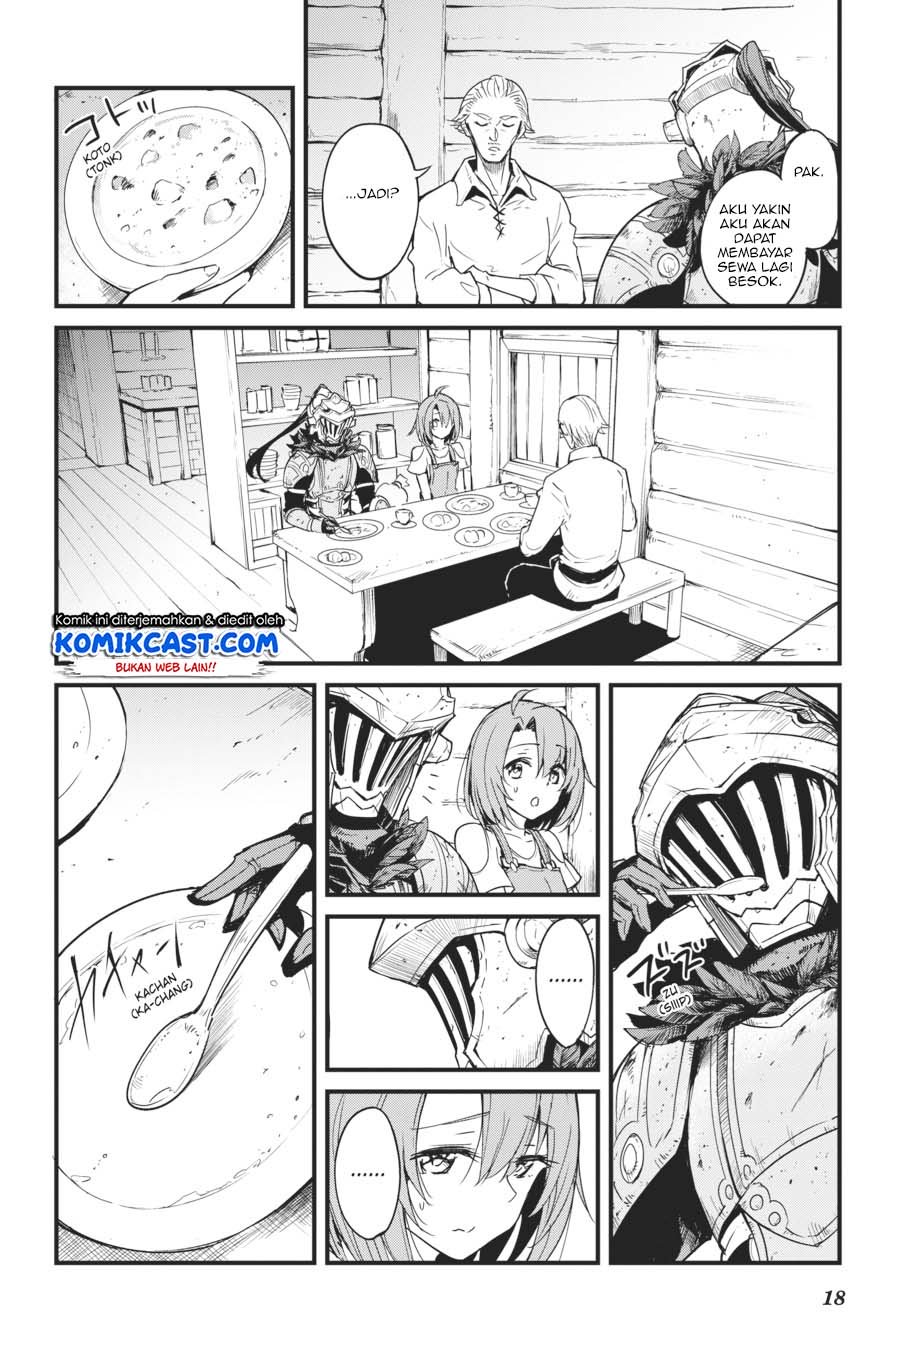 PAK.
AKU YAKIN
AKU AKAN
DAPAT
MEMBAYAR
SEWA LAGI
BESOK.
...JADI?
コトッ
KOTO
(TONK)
Komik ini diterjemahkan & diedit oleh
KOMIKCAST.COM
BUKAN WEB LAIN!!
ズズ
ZU
(SIIIP)
.......
.......
カチャーン
KACHAN
(KA-CHANG)
18